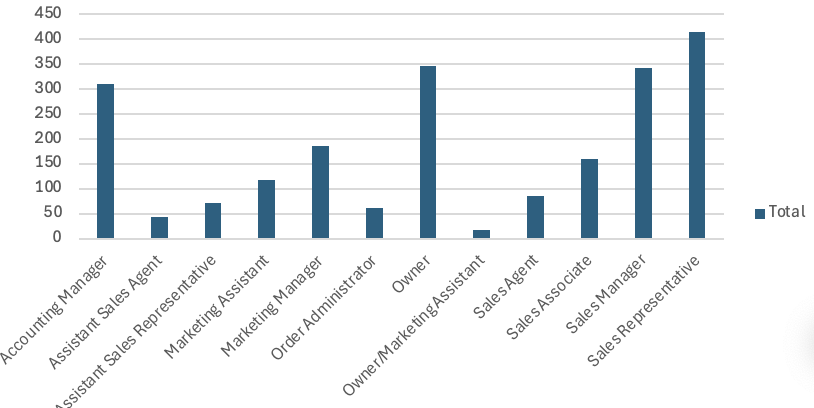 450
400
350
300
250
200
150
100
50
0
Accounting Manager
Assistant Sales Agent
Assistant Sales Representative
Marketing Assistant
Marketing Manager
Order Administrator
Owner
Owner/Marketing Assistant
Sales Agent
Sales Associate
Sales Manager
Sales Representative
Total